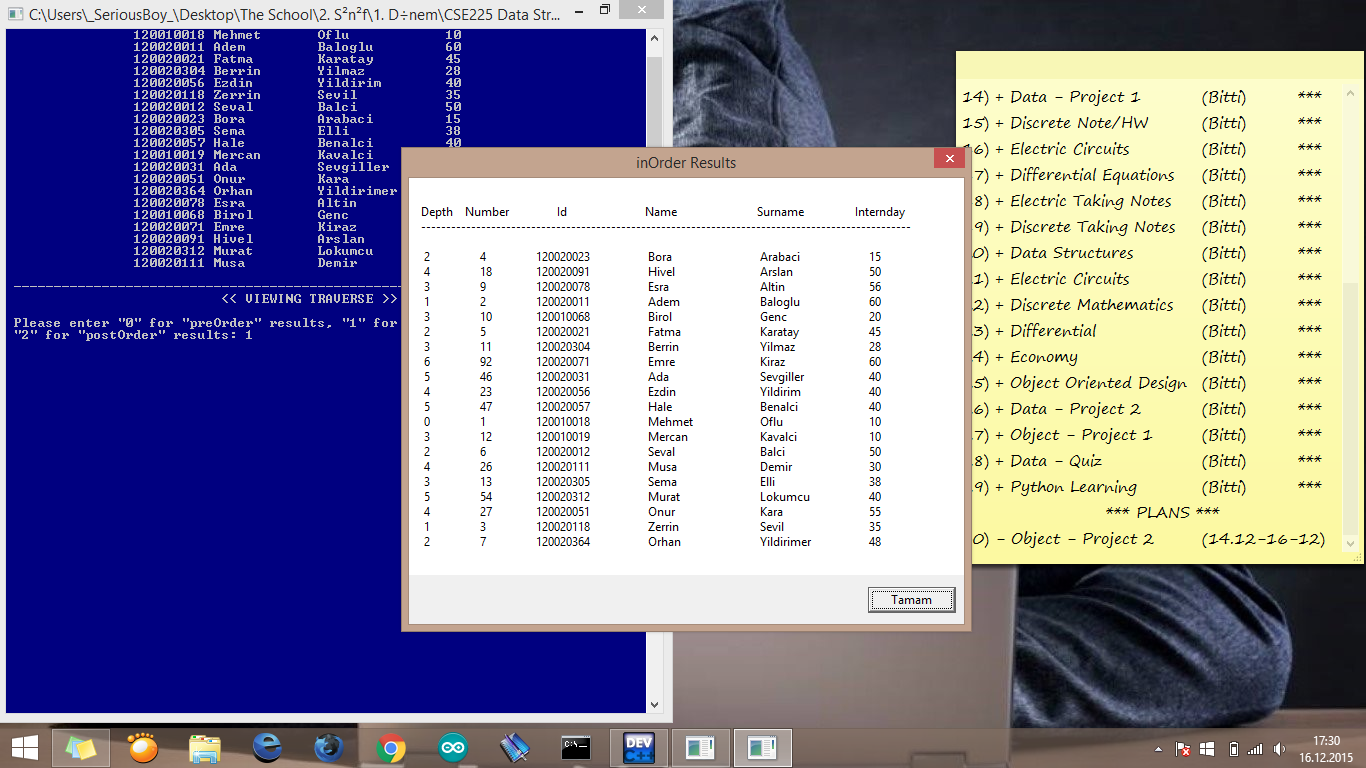 C:\Users\_SeriousBoy_\Desktop\The School\2. S²n²f\1. D÷nem\CSE225 Data Str...
120010018 Mehmet Oflu 10
120020011 Adem Baloglu 60
120020021 Fatma Karatay 45
120020304 Berrin Yilmaz 28
120020056 Ezdin Yildirim 40
120020118 Zerrin Sevil 35
120020012 Seval Balci 50
120020023 Bora Arabaci 15
120020305 Sema Elli 38
120020057 Hale Benalci 40
120010019 Mercan Kavalci
120020031 Ada Sevgiller
120020051 Onur Kara
120020364 Orhan Yildirimer
120020078 Esra Altin
120010068 Birol Genc
120020071 Emre Kiraz
120020091 Hivel Arslan
120020312 Murat Lokumcu
120020111 Musa Demir
<< VIEWING TRAVERSE >>
Please enter "0" for "preOrder" results, "1" for
"2" for "postOrder" results: 1
inOrder Results
Depth Number Id Name Surname Internday
2 4 120020023 Bora Arabaci 15
4 18 120020091 Hivel Arslan 50
3 9 120020078 Esra Altin 56
1 2 120020011 Adem Baloglu 60
3 10 120010068 Birol Genc 20
2 5 120020021 Fatma Karatay 45
3 11 120020304 Berrin Yilmaz 28
6 92 120020071 Emre Kiraz 60
5 46 120020031 Ada Sevgiller 40
4 23 120020056 Ezdin Yildirim 40
5 47 120020057 Hale Benalci 40
0 1 120010018 Mehmet Oflu 10
3 12 120010019 Mercan Kavalci 10
2 6 120020012 Seval Balci 50
4 26 120020111 Musa Demir 30
3 13 120020305 Sema Elli 38
5 54 120020312 Murat Lokumcu 40
4 27 120020051 Onur Kara 55
1 3 120020118 Zerrin Sevil 35
2 7 120020364 Orhan Yildirimer 48
Tamam
14) + Data - Project 1 (Bitti) ***
15) + Discrete Note/HW (Bitti) ***
6) + Electric Circuits (Bitti) ***
7) + Differential Equations (Bitti) ***
8) + Electric Taking Notes (Bitti) ***
9) + Discrete Taking Notes (Bitti) ***
0) + Data Structures (Bitti) ***
1) + Electric Circuits (Bitti) ***
2) + Discrete Mathematics (Bitti) ***
3) + Differential (Bitti) ***
4) + Economy (Bitti) ***
5) + Object Oriented Design (Bitti) ***
6) + Data - Project 2 (Bitti) ***
7) + Object - Project 1 (Bitti) ***
8) + Data - Quiz (Bitti) ***
9) + Python Learning (Bitti) ***
*** PLANS ***
0) - Object - Project 2 (14.12-16-12)
DEV
C++
17:30
16.12.2015